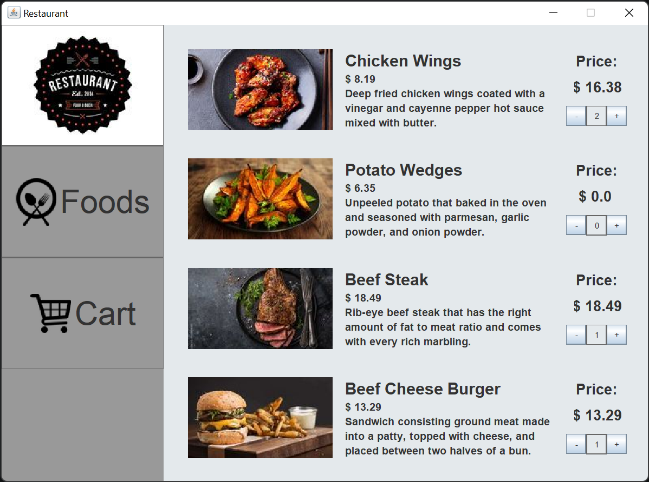 Restaurant
RESTAURANT
Est. 2016
Foods
Cart
Chicken Wings
$ 8.19
Deep fried chicken wings coated with a
vinegar and cayenne pepper hot sauce
mixed with butter.
Price:
$ 16.38
- 2 +
Potato Wedges
$ 6.35
Unpeeled potato that baked in the oven
and seasoned with parmesan, garlic
powder, and onion powder.
Price:
$ 0.0
- 0 +
Beef Steak
$ 18.49
Rib-eye beef steak that has the right
amount of fat to meat ratio and comes
with every rich marbling.
Price:
$ 18.49
- 1 +
Beef Cheese Burger
$ 13.29
Sandwich consisting ground meat made
into a patty, topped with cheese, and
placed between two halves of a bun.
Price:
$ 13.29
- 1 +